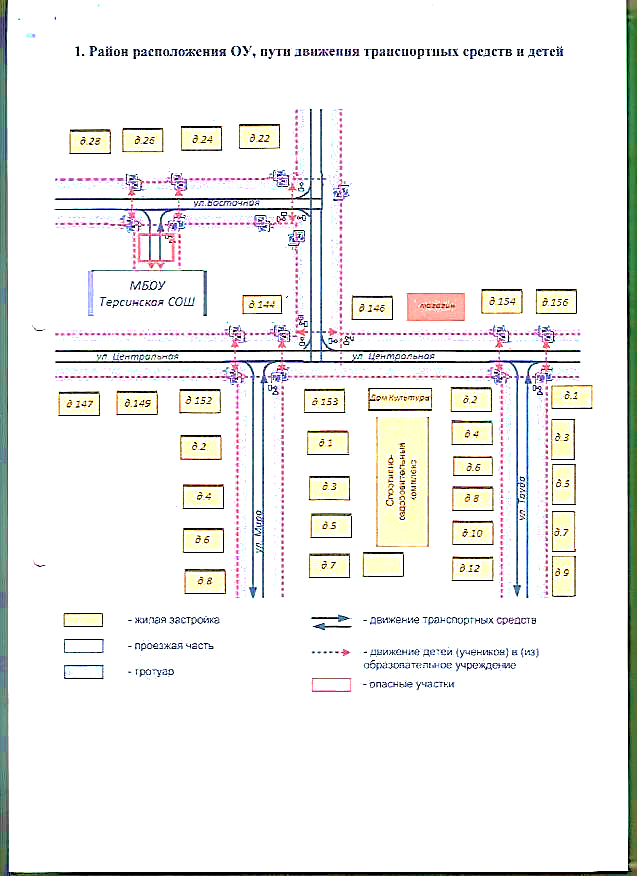 1. Район расположения ОУ, пути движения транспортных средств и детей
д.28
д.26
д.24
д.22
ул.Восточная
МБОУ
Терсинская СОШ
д.144
д.146
магазин
д.154
д.156
ул. Центральная
ул. Центральная
д.147
д.149
д.152
д.153
Дом Культуры
д.2
д.1
д.2
д.1
д.4
д.3
д.4
д.3
д.6
д.5
д.6
д.5
д.8
д.7
д.8
д.7
д.10
д.12
д.9
Спортивно-
оздоровительный
комплекс
ул. Мира
ул. Тауда
- жилая застройка
- проезжая часть
- тротуар
- движение транспортных средств
- движение детей (учеников) в (из)
образовательное учреждение
- опасные участки